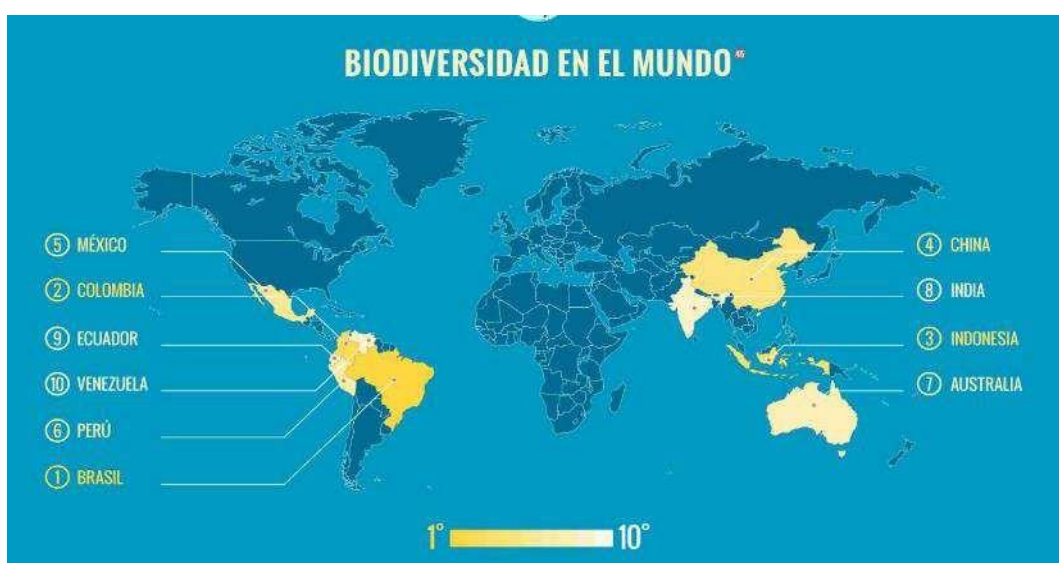 BIODIVERSIDAD EN EL MUNDO
5 MÉXICO
2 COLOMBIA
9 ECUADOR
10 VENEZUELA
6 PERÚ
1 BRASIL
4 CHINA
8 INDIA
3 INDONESIA
7 AUSTRALIA
1° 10°